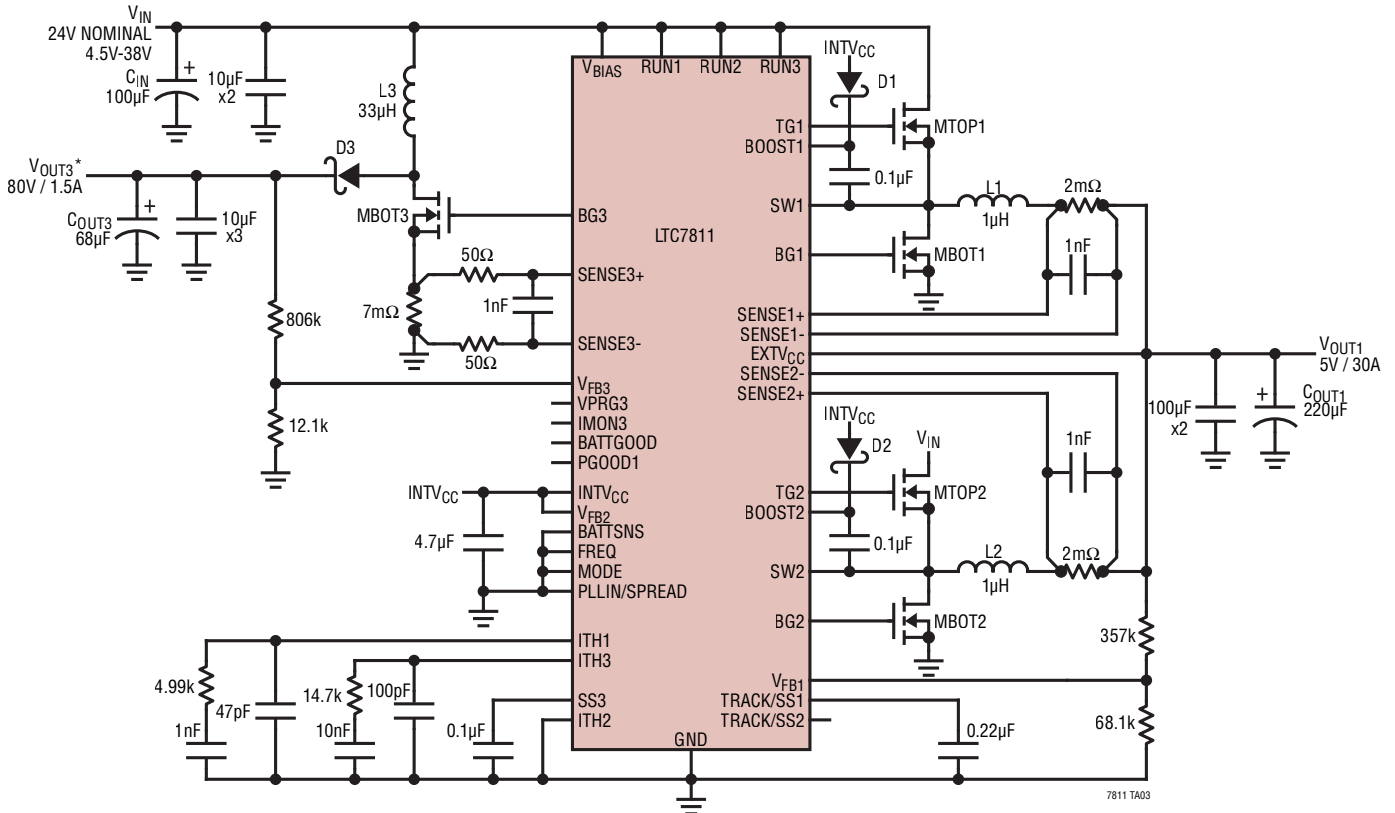 V_IN
24V NOMINAL
4.5V-38V
C_IN
100µF
+
10µF
x2
L3
33µH
D3
V_OUT3*
80V / 1.5A
C_OUT3
68µF
+
10µF
x3
MBOT3
50Ω
7mΩ
1nF
50Ω
806k
12.1k
INTV_CC
4.7µF
4.99k
1nF
47pF
14.7k
10nF
100pF
0.1µF
V_BIAS
RUN1
RUN2
RUN3
LTC7811
BG3
SENSE3+
SENSE3-
V_FB3
VPRG3
IMON3
BATTGOOD
PGOOD1
INTV_CC
V_FB2
BATTSNS
FREQ
MODE
PLLIN/SPREAD
ITH1
ITH3
SS3
ITH2
GND
TG1
BOOST1
SW1
BG1
SENSE1+
SENSE1-
EXTV_CC
SENSE2-
SENSE2+
TG2
BOOST2
SW2
BG2
V_FB1
TRACK/SS1
TRACK/SS2
INTV_CC
D1
MTOP1
0.1µF
L1
1µH
2mΩ
MBOT1
1nF
V_OUT1
5V / 30A
100µF
x2
+
C_OUT1
220µF
INTV_CC
D2
V_IN
MTOP2
0.1µF
1nF
L2
1µH
2mΩ
MBOT2
357k
68.1k
0.22µF
7811 TA03